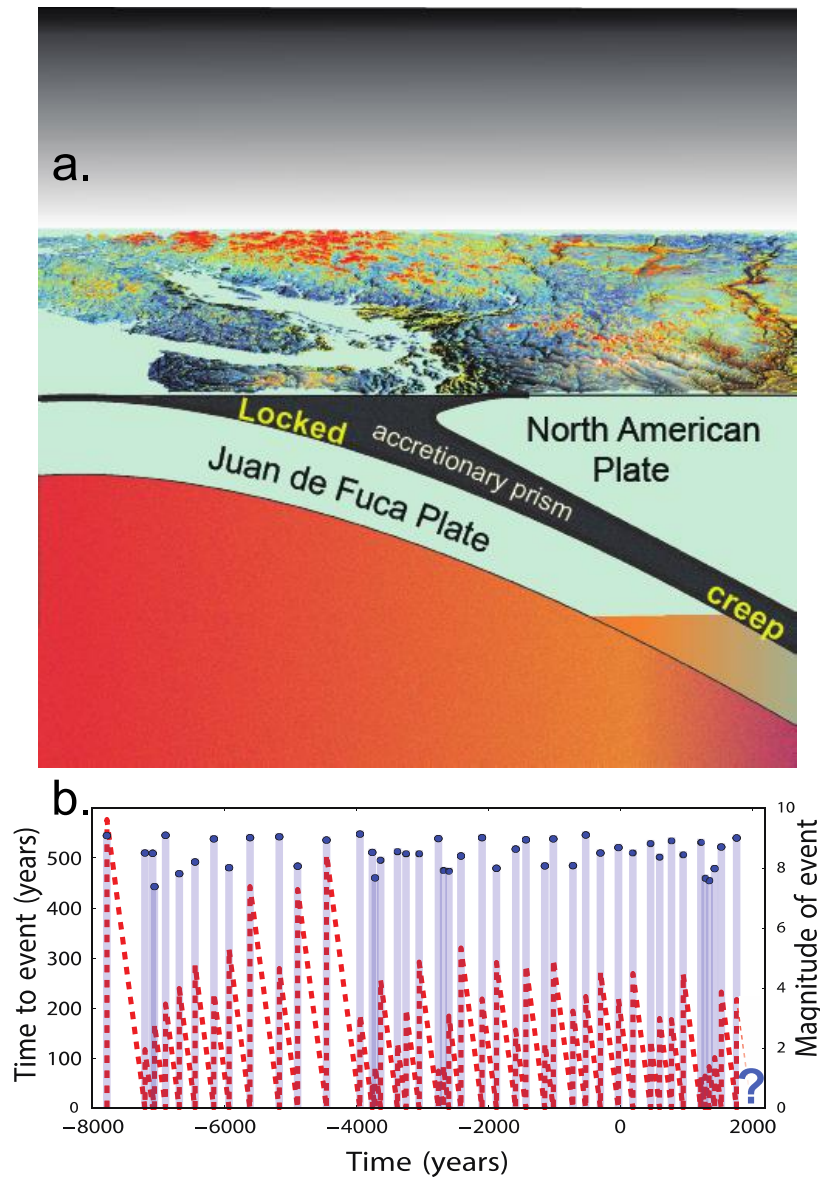 a.
Locked
accretionary prism
North American
Plate
Juan de Fuca Plate
creep
b.
Time to event (years)
500
400
300
200
100
0
10
8
6
4
2
0
Magnitude of event
?
−8000 −6000 −4000 −2000 0 2000
Time (years)